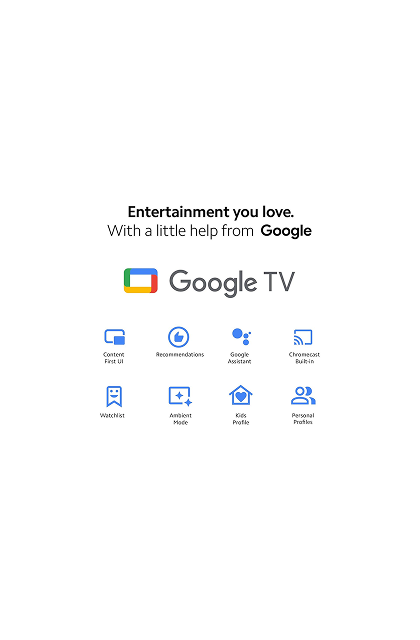 Entertainment you love.
With a little help from Google
Google TV
Content
First UI
Recommendations
Google
Assistant
Chromecast
Built-in
Watchlist
Ambient
Mode
Kids
Profile
Personal
Profiles